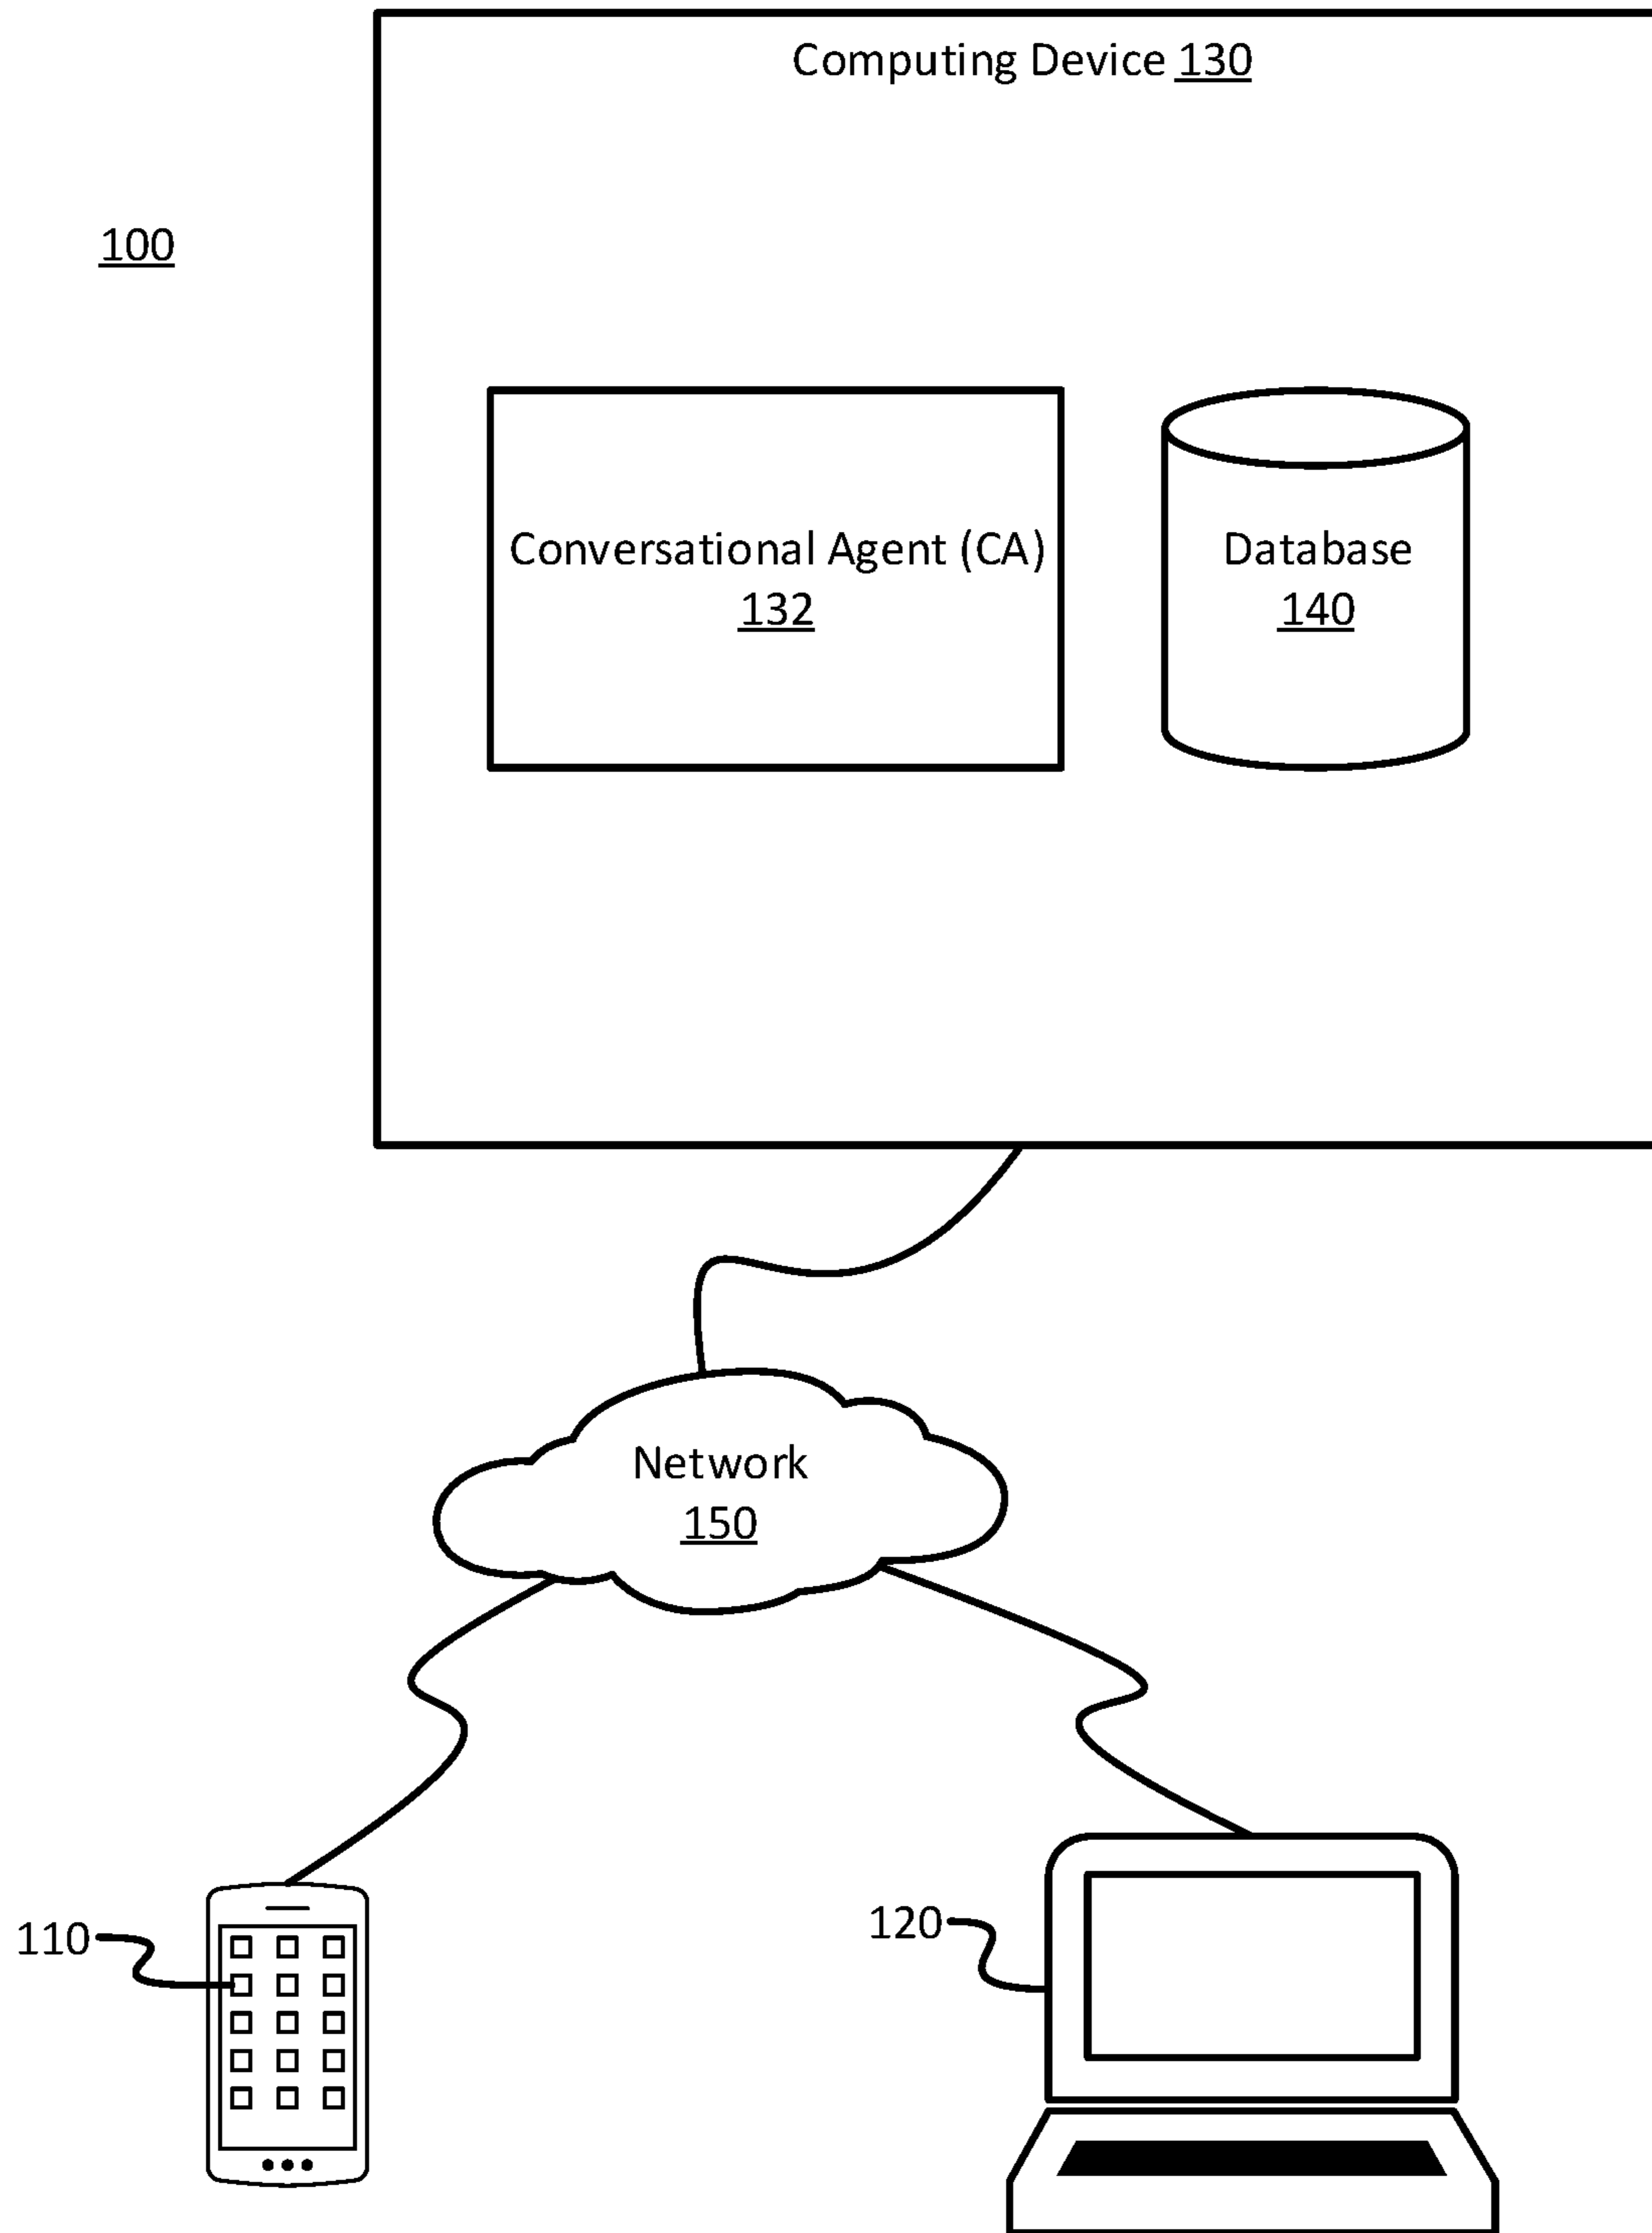 Computing Device 130
100
Conversational Agent (CA)
132
Database
140
Network
150
110
120